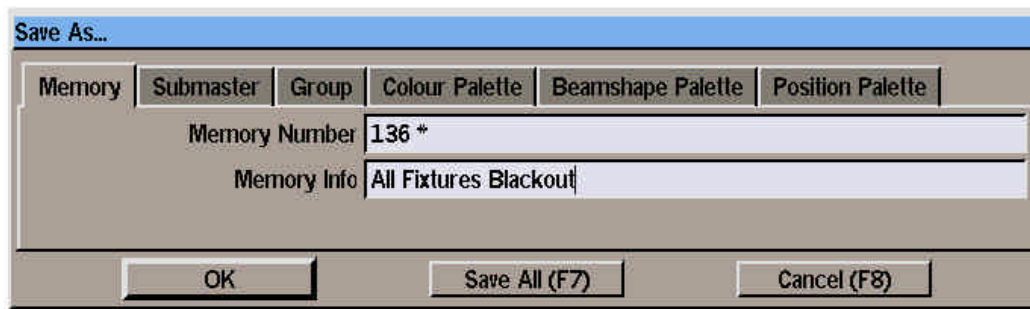 Save As...
Memory Submaster Group Colour Palette Beamshape Palette Position Palette
Memory Number 136 *
Memory Info All Fixtures Blackout
OK Save All (F7) Cancel (F8)